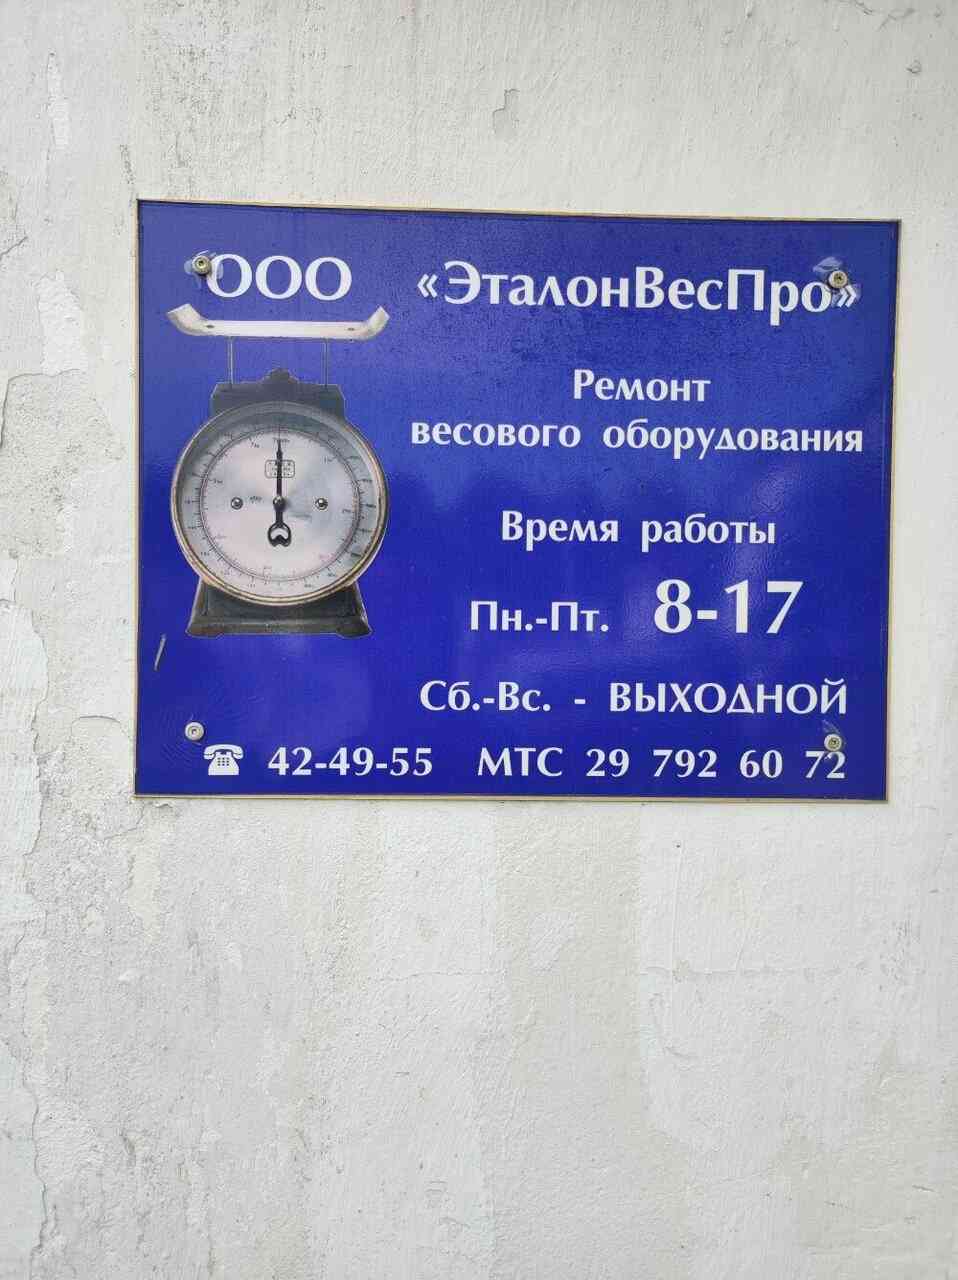 ООО «ЭталонВесПро»
Ремонт
весового оборудования
Время работы
Пн.-Пт. 8-17
Сб.-Вс. - ВЫХОДНОЙ
42-49-55 МТС 29 792 60 72